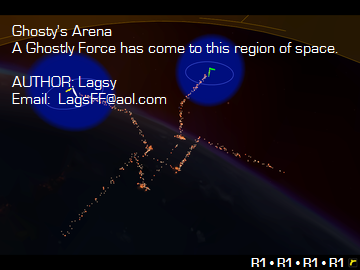 Ghosty's Arena
A Ghostly Force has come to this region of space.
AUTHOR: Lagsy
Email: LagsFF@aol.com
R1 • R1 • R1 • R1 r